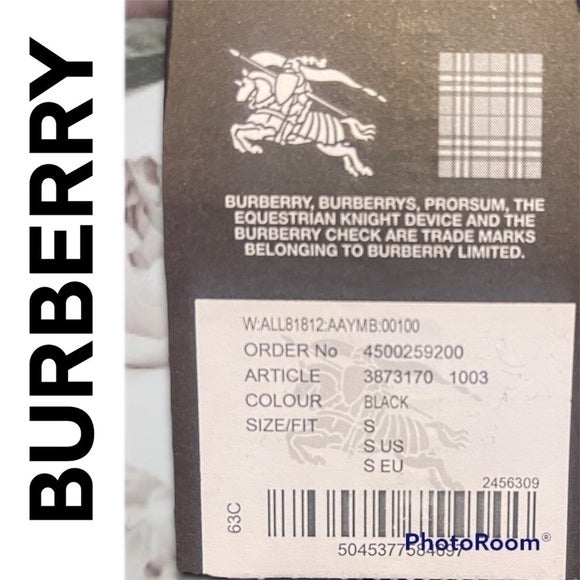 BURBERRY
BURBERRY, BURBERRYS, PRORSUM, THE
EQUESTRIAN KNIGHT DEVICE AND THE
BURBERRY CHECK ARE TRADE MARKS
BELONGING TO BURBERRY LIMITED.
W:ALL81812:AAYMB:00100
ORDER No 4500259200
ARTICLE 3873170 1003
COLOUR BLACK
SIZE/FIT S
S US
S EU
2456309
63C
PhotoRoom®